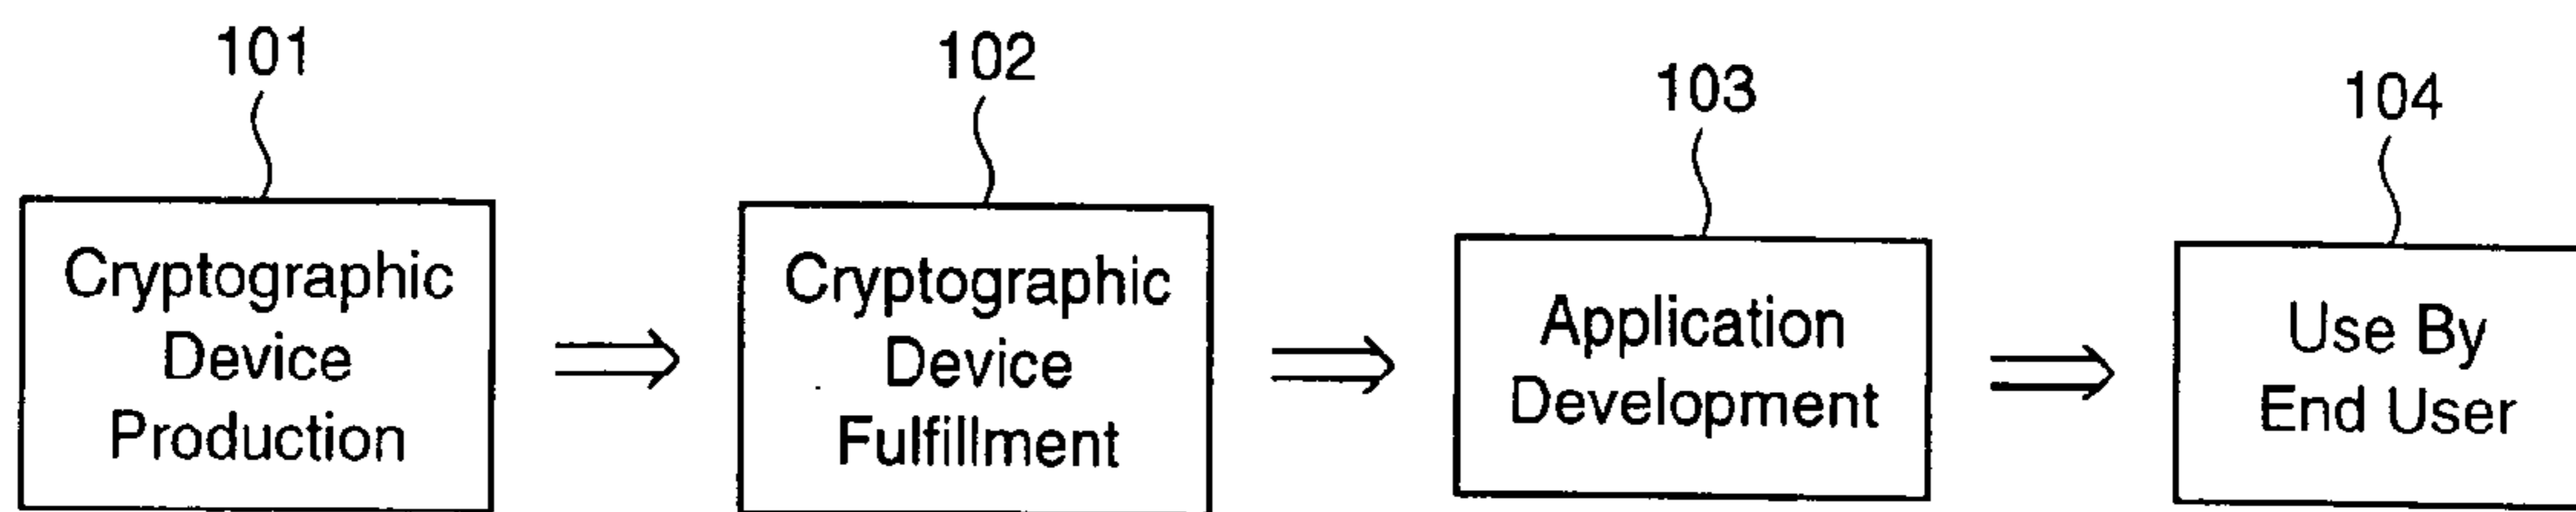 101
102
103
104
Cryptographic
Device
Production
Cryptographic
Device
Fulfillment
Application
Development
Use By
End User